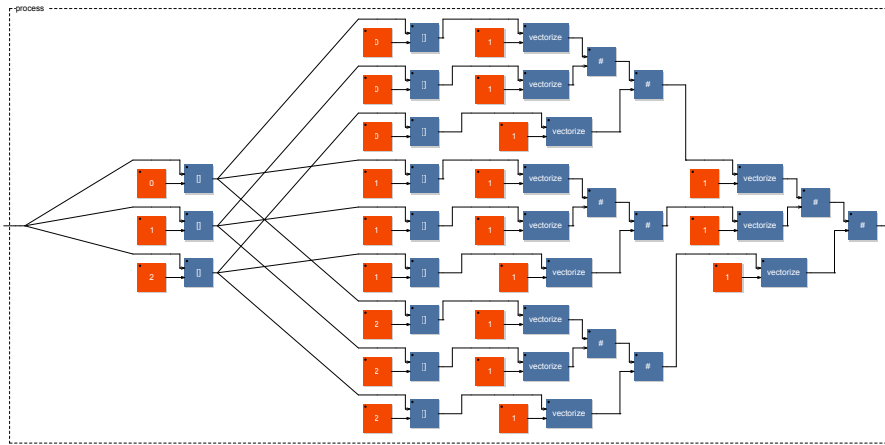 process
0 [] 1 vectorize
#
0 [] 1 vectorize
#
0 [] 1 vectorize
0 [] 1 [] 1 vectorize 1 vectorize
#
#
1 [] 1 [] 1 vectorize
#
1 vectorize
#
2 [] 1 [] 1 vectorize
1 vectorize
2 [] 1 vectorize
#
2 [] 1 vectorize
#
2 [] 1 vectorize